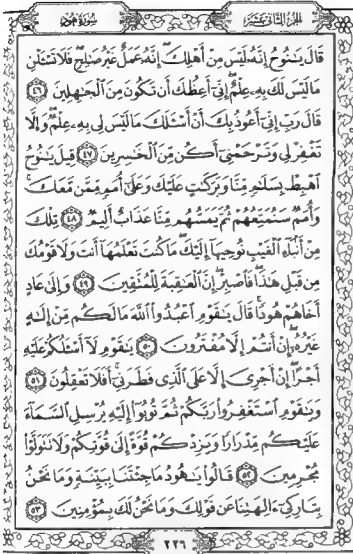 الجزء الثاني عشر
سورة هود
قَالَ يَٰنُوحُ إِنَّهُۥ لَيْسَ مِنْ أَهْلِكَ ۖ إِنَّهُۥ عَمَلٌ غَيْرُ صَٰلِحٍ ۖ فَلَا تَسْـَٔلْنِ
مَا لَيْسَ لَكَ بِهِۦ عِلْمٌ ۖ إِنِّىٓ أَعِظُكَ أَن تَكُونَ مِنَ ٱلْجَٰهِلِينَ ٤٦
قَالَ رَبِّ إِنِّىٓ أَعُوذُ بِكَ أَنْ أَسْـَٔلَكَ مَا لَيْسَ لِى بِهِۦ عِلْمٌ ۖ وَإِلَّا
تَغْفِرْ لِى وَتَرْحَمْنِىٓ أَكُن مِّنَ ٱلْخَٰسِرِينَ ٤٧ قِيلَ يَٰنُوحُ
ٱهْبِطْ بِسَلَٰمٍ مِّنَّا وَبَرَكَٰتٍ عَلَيْكَ وَعَلَىٰٓ أُمَمٍ مِّمَّن مَّعَكَ ۚ
وَأُمَمٌ سَنُمَتِّعُهُمْ ثُمَّ يَمَسُّهُم مِّنَّا عَذَابٌ أَلِيمٌ ٤٨ تِلْكَ
مِنْ أَنۢبَآءِ ٱلْغَيْبِ نُوحِيهَآ إِلَيْكَ ۖ مَا كُنتَ تَعْلَمُهَآ أَنتَ وَلَا قَوْمُكَ
مِن قَبْلِ هَٰذَا ۖ فَٱصْبِرْ ۖ إِنَّ ٱلْعَٰقِبَةَ لِلْمُتَّقِينَ ٤٩ وَإِلَىٰ عَادٍ
أَخَاهُمْ هُودًا ۚ قَالَ يَٰقَوْمِ ٱعْبُدُوا۟ ٱللَّهَ مَا لَكُم مِّنْ إِلَٰهٍ
غَيْرُهُۥٓ ۖ إِنْ أَنتُمْ إِلَّا مُفْتَرُونَ ٥٠ يَٰقَوْمِ لَآ أَسْـَٔلُكُمْ عَلَيْهِ
أَجْرًا ۖ إِنْ أَجْرِىَ إِلَّا عَلَى ٱلَّذِى فَطَرَنِىٓ ۚ أَفَلَا تَعْقِلُونَ ٥١
وَيَٰقَوْمِ ٱسْتَغْفِرُوا۟ رَبَّكُمْ ثُمَّ تُوبُوٓا۟ إِلَيْهِ يُرْسِلِ ٱلسَّمَآءَ
عَلَيْكُم مِّدْرَارًا وَيَزِدْكُمْ قُوَّةً إِلَىٰ قُوَّتِكُمْ وَلَا تَتَوَلَّوْا۟
مُجْرِمِينَ ٥٢ قَالُوا۟ يَٰهُودُ مَا جِئْتَنَا بِبَيِّنَةٍ وَمَا نَحْنُ
بِتَارِكِىٓ ءَالِهَتِنَا عَن قَوْلِكَ وَمَا نَحْنُ لَكَ بِمُؤْمِنِينَ ٥٣
٢٢٦